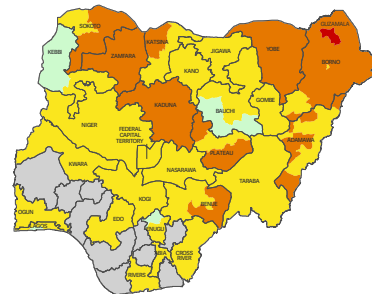 GUZAMALA
SOKOTO
KATSINA
JIGAWA
YOBE
KEBBI
ZAMFARA
KANO
BORNO
KADUNA
BAUCHI
GOMBE
NIGER
FEDERAL
CAPITAL
TERRITORY
ADAMAWA
PLATEAU
KWARA
NASARAWA
TARABA
KOGI
BENUE
OGUN
EDO
ENUGU
LAGOS
CROSS
RIVER
RIVERS